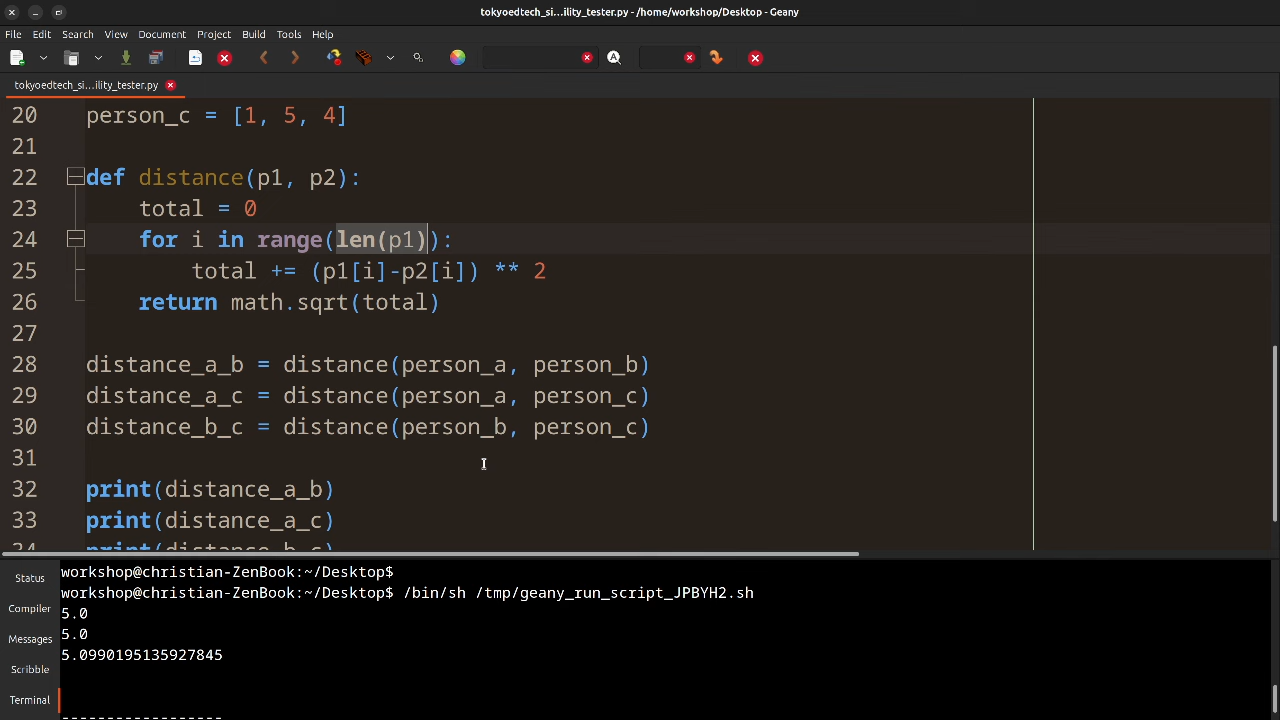 tokyoedtech_si...ility_tester.py - /home/workshop/Desktop - Geany
File Edit Search View Document Project Build Tools Help
tokyoedtech_si...ility_tester.py
20 person_c = [1, 5, 4]
21
22 def distance(p1, p2):
23 total = 0
24 for i in range(len(p1)):
25 total += (p1[i]-p2[i]) ** 2
26 return math.sqrt(total)
27
28 distance_a_b = distance(person_a, person_b)
29 distance_a_c = distance(person_a, person_c)
30 distance_b_c = distance(person_b, person_c)
31
32 print(distance_a_b)
33 print(distance_a_c)
34 print(distance_b_c)
Status
Compiler
Messages
Scribble
Terminal
workshop@christian-ZenBook:~/Desktop$
workshop@christian-ZenBook:~/Desktop$ /bin/sh /tmp/geany_run_script_JPBYH2.sh
5.0
5.0
5.0990195135927845
------------------